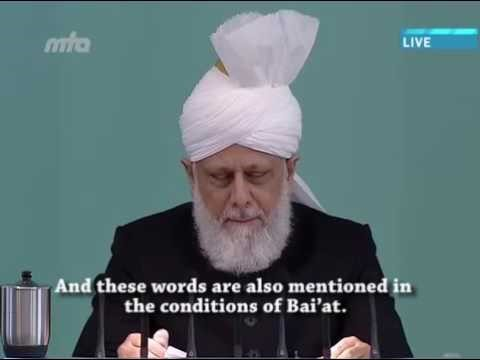 mta
LIVE
And these words are also mentioned in
the conditions of Bai'at.